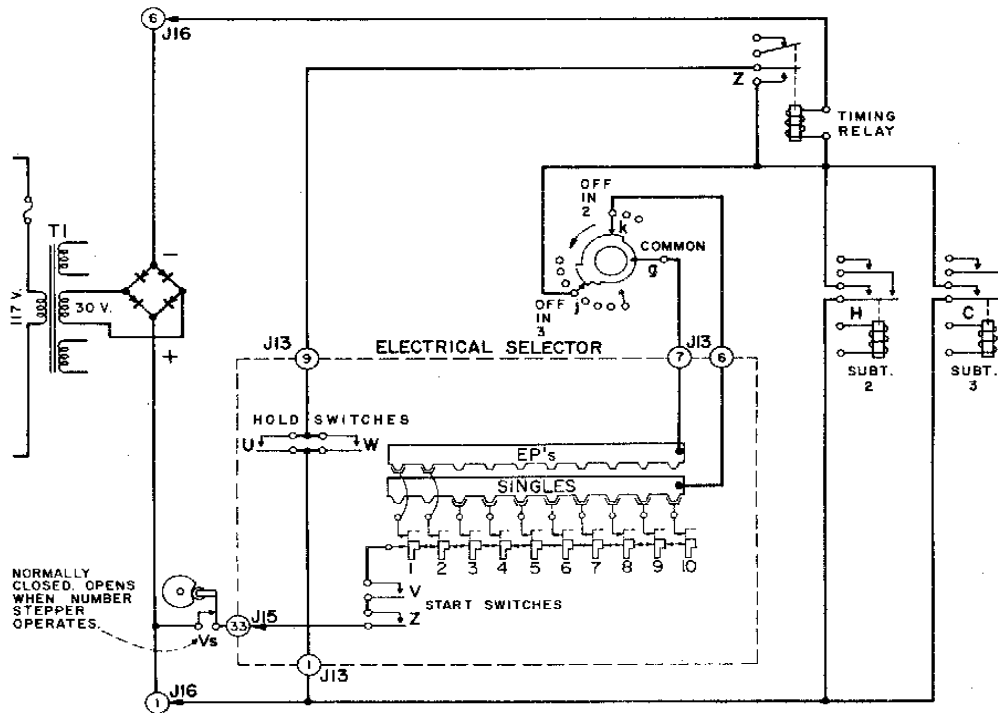 6
J16
Z
TIMING
RELAY
OFF
IN
2
k
COMMON
g
j
OFF
IN
3
T1
117 V.
30 V.
−
+
H
SUBT.
2
C
SUBT.
3
J13
9
ELECTRICAL SELECTOR
7
J13
6
HOLD SWITCHES
U
W
EP's
SINGLES
1 2 3 4 5 6 7 8 9 10
V
START SWITCHES
Z
NORMALLY
CLOSED. OPENS
WHEN NUMBER
STEPPER
OPERATES.
Vs
33
J15
1
J13
1
J16